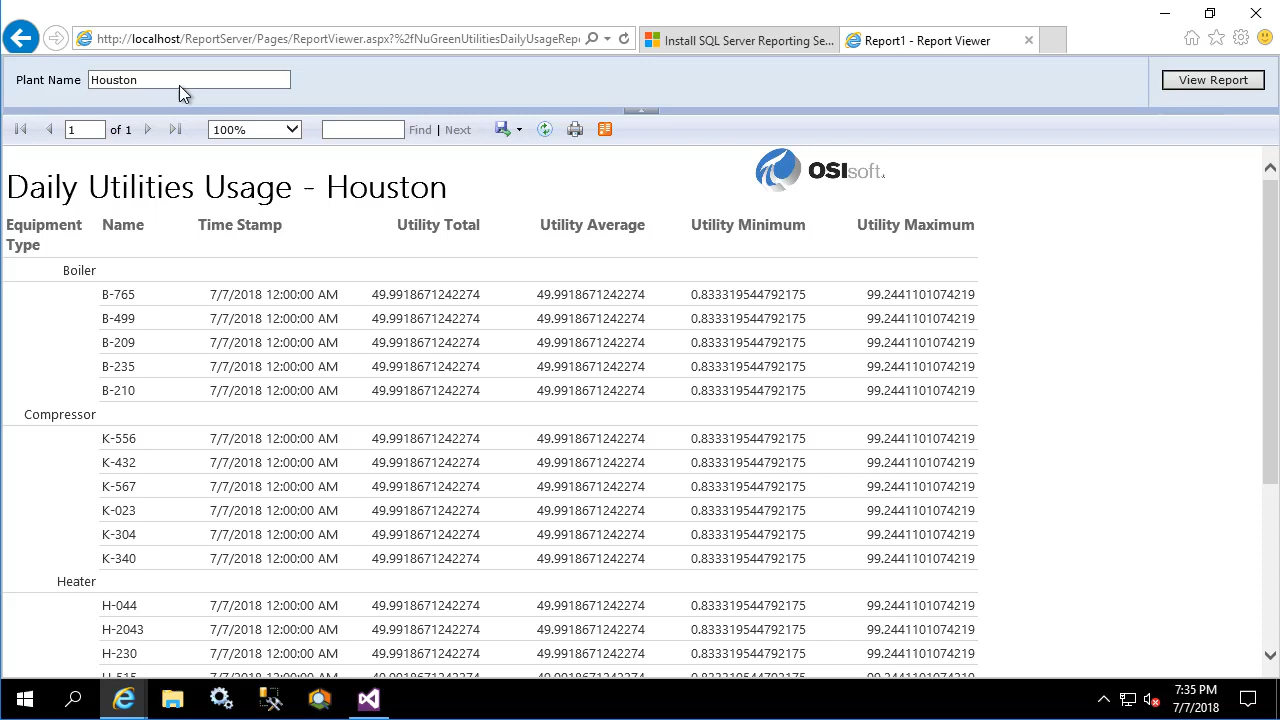 http://localhost/ReportServer/Pages/ReportViewer.aspx?%2fNuGreenUtilitiesDailyUsageRep
Install SQL Server Reporting Se...
Report1 - Report Viewer
Plant Name Houston
View Report
1 of 1 100% Find | Next
OSIsoft.
Daily Utilities Usage - Houston
Equipment Type Name Time Stamp Utility Total Utility Average Utility Minimum Utility Maximum
Boiler
B-765 7/7/2018 12:00:00 AM 49.9918671242274 49.9918671242274 0.833319544792175 99.2441101074219
B-499 7/7/2018 12:00:00 AM 49.9918671242274 49.9918671242274 0.833319544792175 99.2441101074219
B-209 7/7/2018 12:00:00 AM 49.9918671242274 49.9918671242274 0.833319544792175 99.2441101074219
B-235 7/7/2018 12:00:00 AM 49.9918671242274 49.9918671242274 0.833319544792175 99.2441101074219
B-210 7/7/2018 12:00:00 AM 49.9918671242274 49.9918671242274 0.833319544792175 99.2441101074219
Compressor
K-556 7/7/2018 12:00:00 AM 49.9918671242274 49.9918671242274 0.833319544792175 99.2441101074219
K-432 7/7/2018 12:00:00 AM 49.9918671242274 49.9918671242274 0.833319544792175 99.2441101074219
K-567 7/7/2018 12:00:00 AM 49.9918671242274 49.9918671242274 0.833319544792175 99.2441101074219
K-023 7/7/2018 12:00:00 AM 49.9918671242274 49.9918671242274 0.833319544792175 99.2441101074219
K-304 7/7/2018 12:00:00 AM 49.9918671242274 49.9918671242274 0.833319544792175 99.2441101074219
K-340 7/7/2018 12:00:00 AM 49.9918671242274 49.9918671242274 0.833319544792175 99.2441101074219
Heater
H-044 7/7/2018 12:00:00 AM 49.9918671242274 49.9918671242274 0.833319544792175 99.2441101074219
H-2043 7/7/2018 12:00:00 AM 49.9918671242274 49.9918671242274 0.833319544792175 99.2441101074219
H-230 7/7/2018 12:00:00 AM 49.9918671242274 49.9918671242274 0.833319544792175 99.2441101074219
7:35 PM
7/7/2018